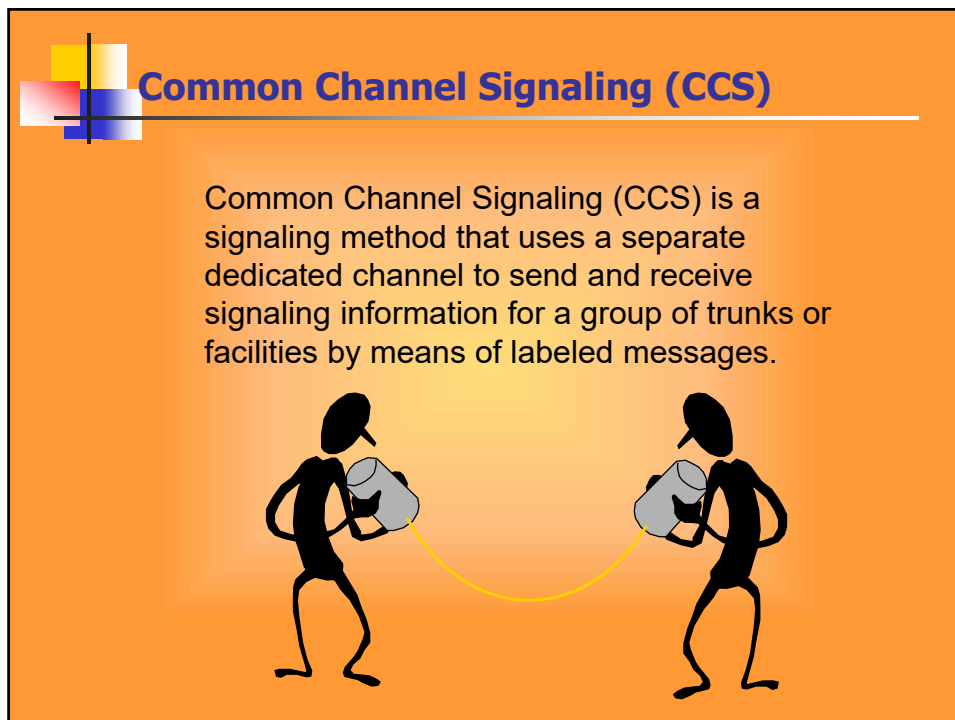 Common Channel Signaling (CCS)
Common Channel Signaling (CCS) is a
signaling method that uses a separate
dedicated channel to send and receive
signaling information for a group of trunks or
facilities by means of labeled messages.